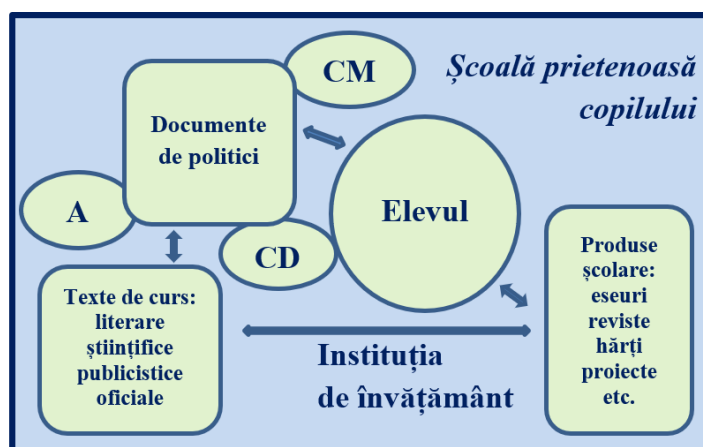 CM
Școală prietenoasă
copilului
Documente
de politici
A
Elevul
CD
Texte de curs:
literare
științifice
publicistice
oficiale
Instituția
de învățământ
Produse
școlare:
eseuri
reviste
hărți
proiecte
etc.